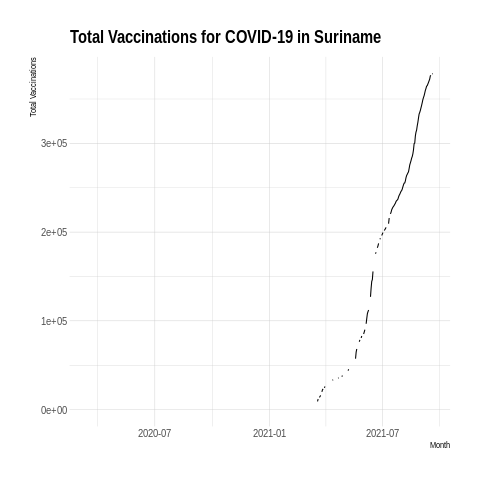 Total Vaccinations for COVID-19 in Suriname
Total Vaccinations
3e+05
2e+05
1e+05
0e+00
2020-07 2021-01 2021-07
Month